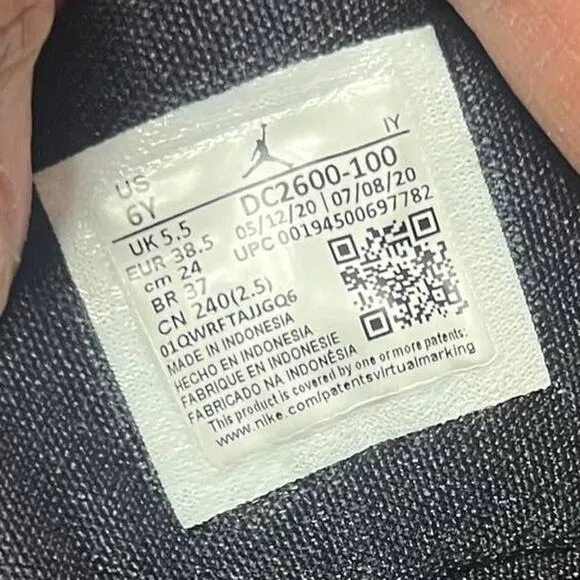 US
6Y
IY
UK 5.5
EUR 38.5
cm 24
BR 37
CN 240(2.5)
DC2600-100
05/12/20 | 07/08/20
UPC 00194500697782
01QWRFTAJJGQ6
MADE IN INDONESIA
HECHO EN INDONESIA
FABRIQUE EN INDONESIE
FABRICADO NA INDONÉSIA
This product is covered by one or more patents:
www.nike.com/patentsvirtualmarking